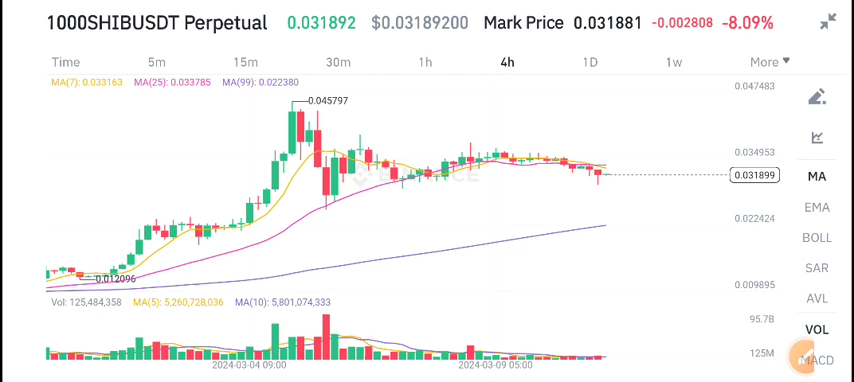 1000SHIBUSDT Perpetual 0.031892 $0.03189200 Mark Price 0.031881 -0.002808 -8.09%
Time 5m 15m 30m 1h 4h 1D 1w More
MA(7): 0.033163 MA(25): 0.033785 MA(99): 0.022380
0.047483
0.045797
0.034953
0.031899
MA
EMA
0.022424
BOLL
SAR
0.012096
0.009895
AVL
Vol: 125,484,358 MA(5): 5,260,728,036 MA(10): 5,801,074,333
95.7B
VOL
125M
MACD
2024-03-04 09:00 2024-03-09 05:00